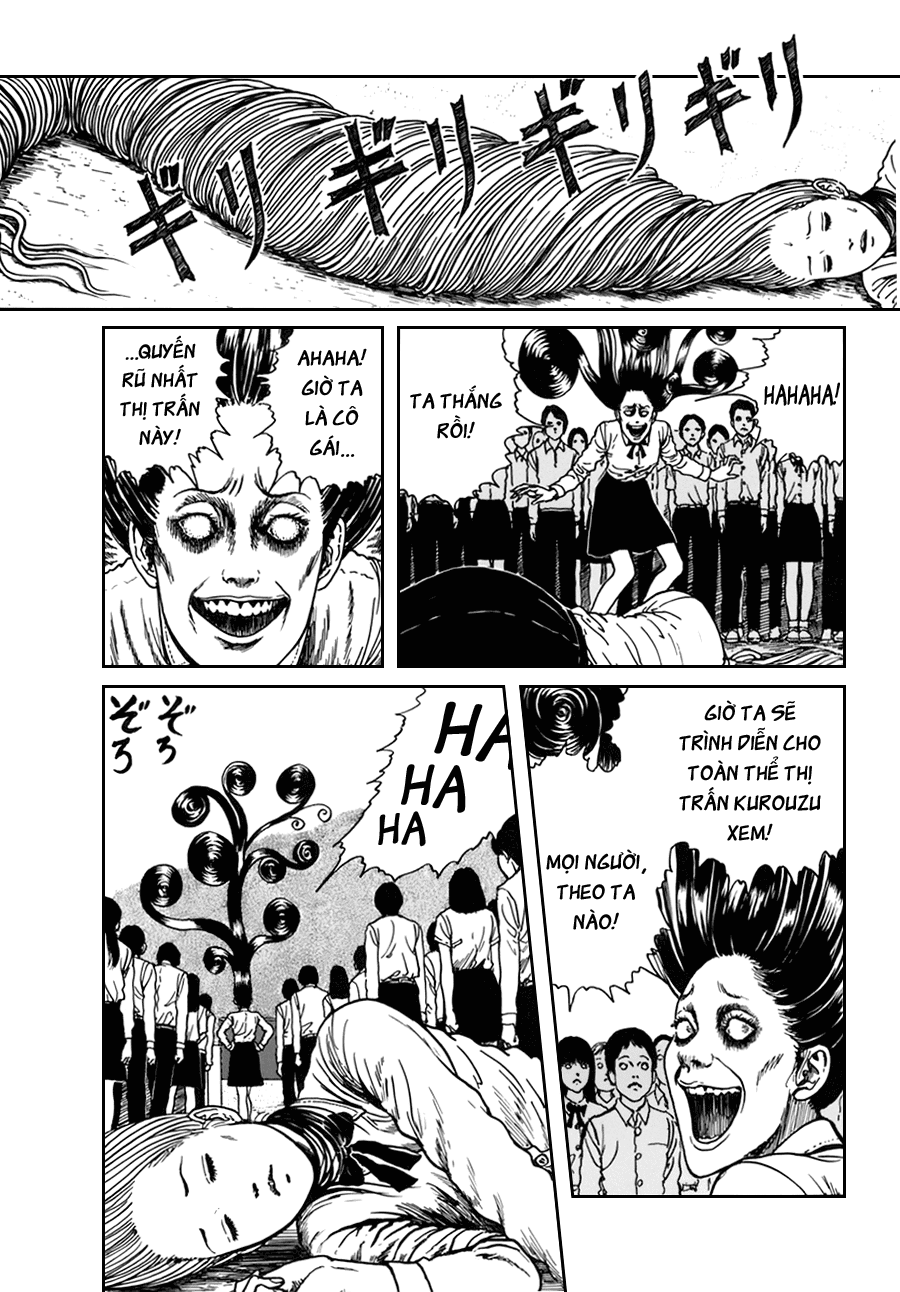 ギリギリギリギリ
HAHAHA!
TA THẮNG
RỒI!
AHAHA!
GIỜ TA
LÀ CÔ
GÁI...
...QUYẾN
RŨ NHẤT
THỊ TRẤN
NÀY!
GIỜ TA SẼ
TRÌNH DIỄN CHO
TOÀN THỂ THỊ
TRẤN KUROUZU
XEM!
MỌI NGƯỜI,
THEO TA
NÀO!
HA
HA
HA
ぞろ
ぞろ